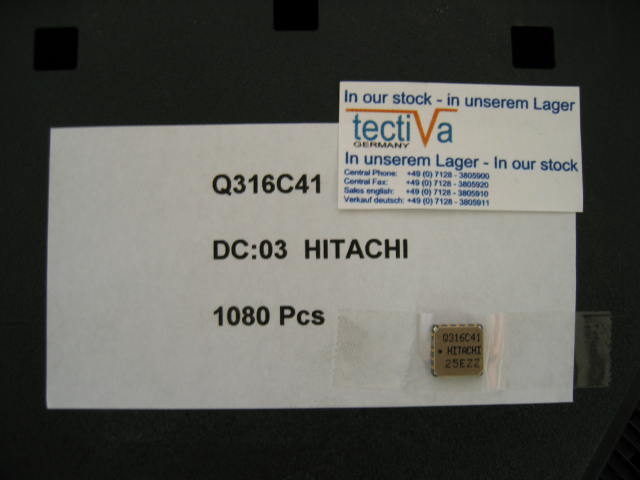 In our stock - in unserem Lager
tectiVa
GERMANY
In unserem Lager - In our stock
Central Phone: +49 (0) 7128 - 3805900
Central Fax: +49 (0) 7128 - 3805920
Sales english: +49 (0) 7128 - 3805910
Verkauf deutsch: +49 (0) 7128 - 3805911
Q316C41
DC:03 HITACHI
1080 Pcs
Q316C41
HITACHI
25EZZ